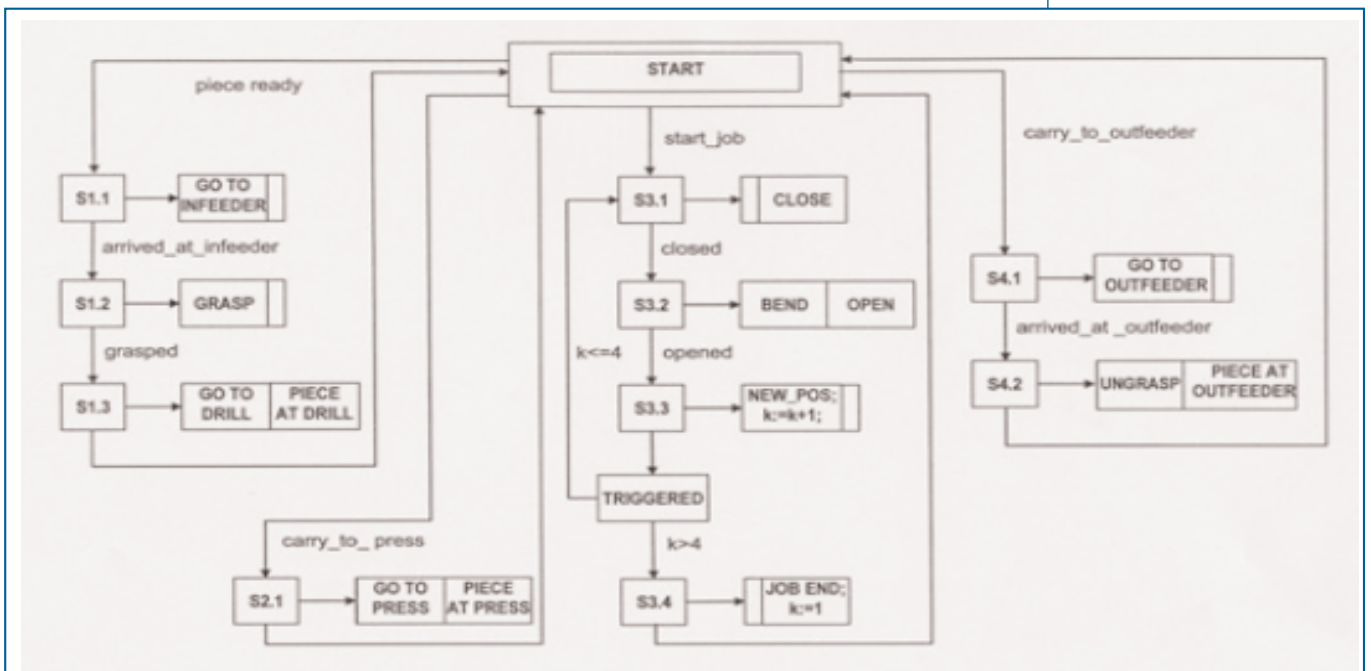 START
piece ready
start_job
carry_to_outfeeder
S1.1
GO TO
INFEEDER
arrived_at_infeeder
S1.2
GRASP
grasped
S1.3
GO TO
DRILL
PIECE
AT DRILL
carry_to_ press
S2.1
GO TO
PRESS
PIECE
AT PRESS
S3.1
CLOSE
closed
S3.2
BEND
OPEN
k<=4
opened
S3.3
NEW_POS;
k:=k+1;
TRIGGERED
k>4
S3.4
JOB END;
k:=1
S4.1
GO TO
OUTFEEDER
arrived_at _outfeeder
S4.2
UNGRASP
PIECE AT
OUTFEEDER